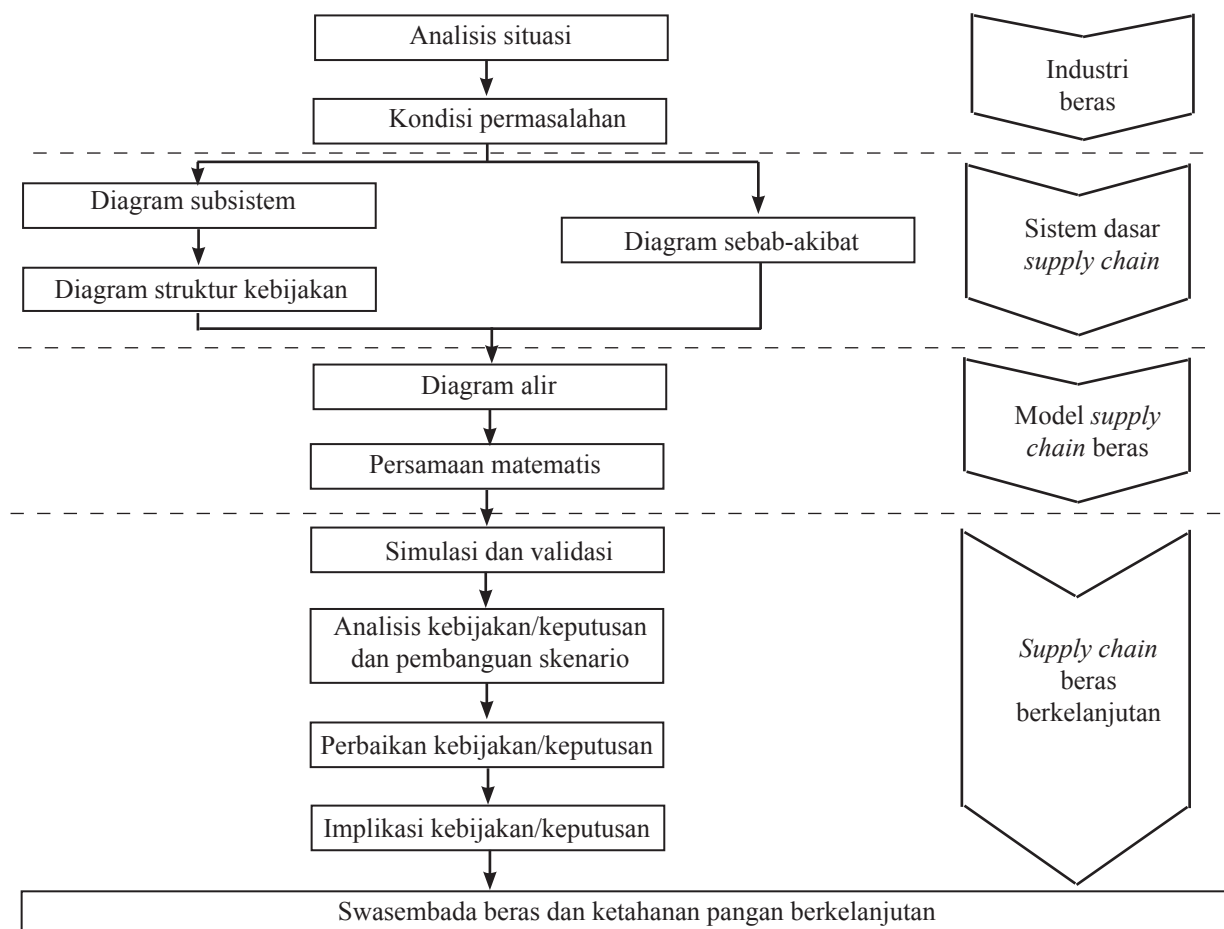 Analisis situasi
Kondisi permasalahan
Industri
beras
Diagram subsistem
Diagram struktur kebijakan
Diagram sebab-akibat
Sistem dasar
supply chain
Diagram alir
Persamaan matematis
Model supply
chain beras
Simulasi dan validasi
Analisis kebijakan/keputusan
dan pembanguan skenario
Perbaikan kebijakan/keputusan
Implikasi kebijakan/keputusan
Supply chain
beras
berkelanjutan
Swasembada beras dan ketahanan pangan berkelanjutan